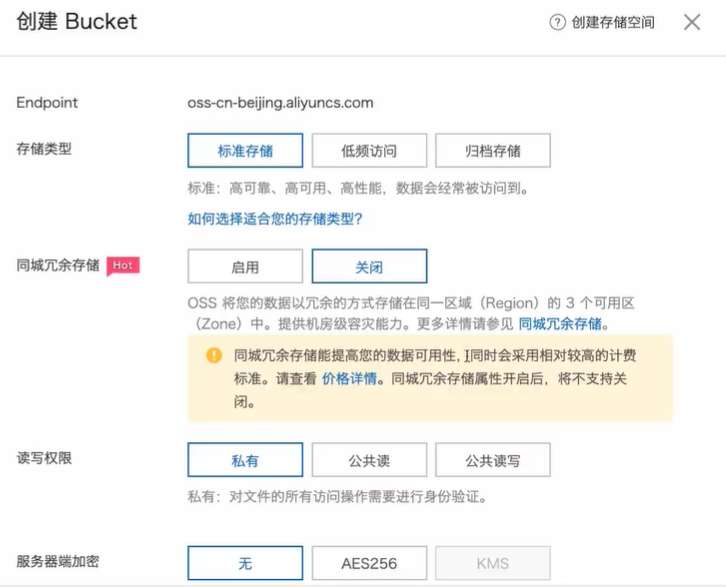 创建 Bucket
? 创建存储空间
Endpoint
oss-cn-beijing.aliyuncs.com
存储类型
标准存储 低频访问 归档存储
标准：高可靠、高可用、高性能，数据会经常被访问到。
如何选择适合您的存储类型?
同城冗余存储 Hot
启用 关闭
OSS 将您的数据以冗余的方式存储在同一区域（Region）的 3 个可用区
（Zone）中。提供机房级容灾能力。更多详情请参见 同城冗余存储。
同城冗余存储能提高您的数据可用性，同时会采用相对较高的计费
标准。请查看 价格详情。同城冗余存储属性开启后，将不支持关
闭。
读写权限
私有 公共读 公共读写
私有：对文件的所有访问操作需要进行身份验证。
服务器端加密
无 AES256 KMS